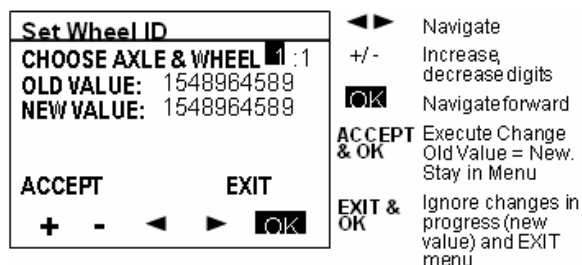 Set Wheel ID
CHOOSE AXLE & WHEEL 1 :1
OLD VALUE: 1548964589
NEW VALUE: 1548964589
ACCEPT EXIT
+ - ◄ ► OK
◄► Navigate
+/- Increase,
decrease digits
OK Navigate forward
ACCEPT & OK
Execute Change
Old Value = New.
Stay in Menu
EXIT & OK
Ignore changes in
progress (new
value) and EXIT
menu